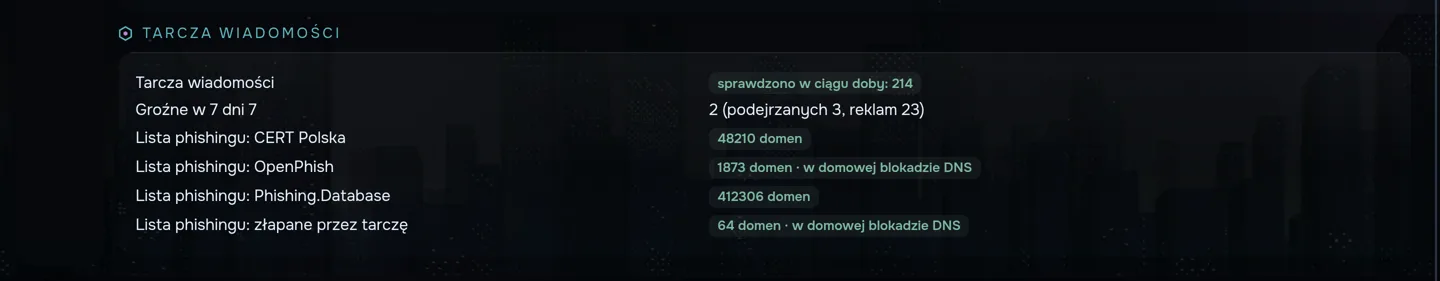 TARCZA WIADOMOŚCI
Tarcza wiadomości sprawdzono w ciągu doby: 214
Groźne w 7 dni 7 2 (podejrzanych 3, reklam 23)
Lista phishingu: CERT Polska 48210 domen
Lista phishingu: OpenPhish 1873 domen · w domowej blokadzie DNS
Lista phishingu: Phishing.Database 412306 domen
Lista phishingu: złapane przez tarczę 64 domen · w domowej blokadzie DNS